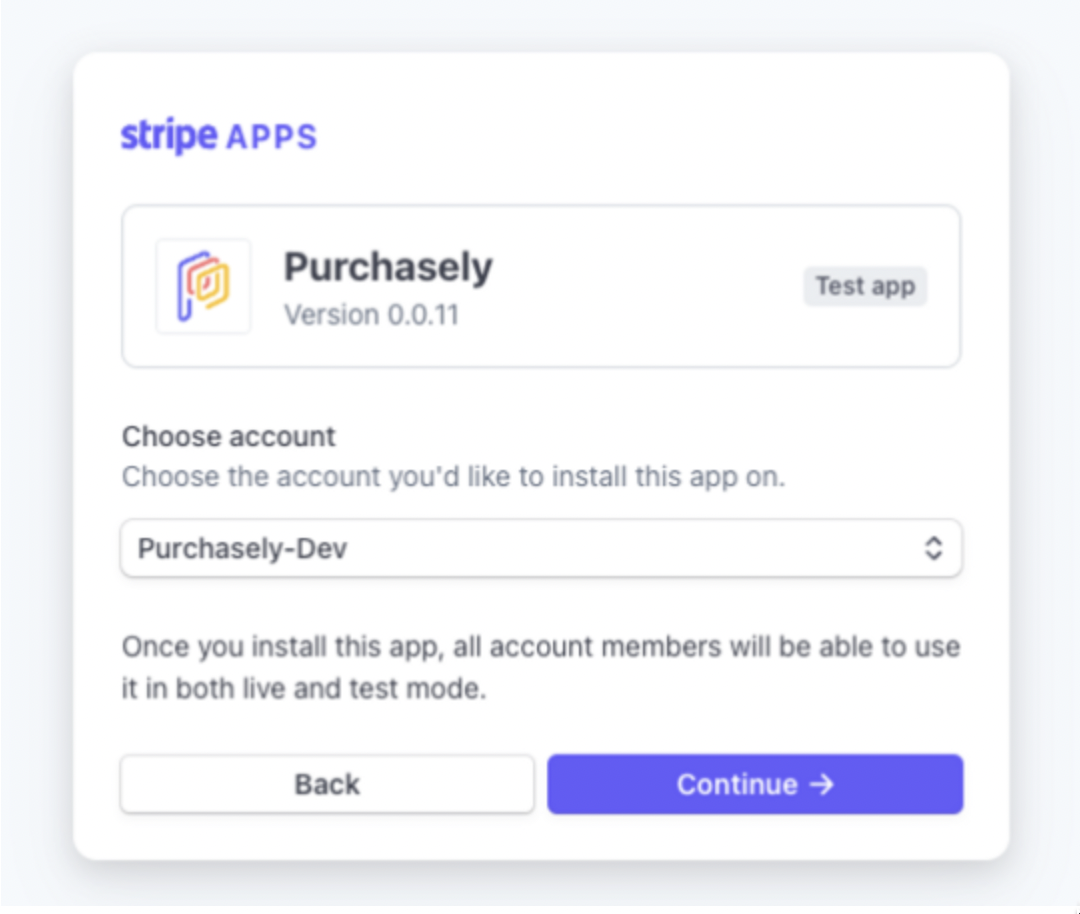 stripe APPS
Purchasely
Version 0.0.11
Test app
Choose account
Choose the account you'd like to install this app on.
Purchasely-Dev
Once you install this app, all account members will be able to use
it in both live and test mode.
Back
Continue →